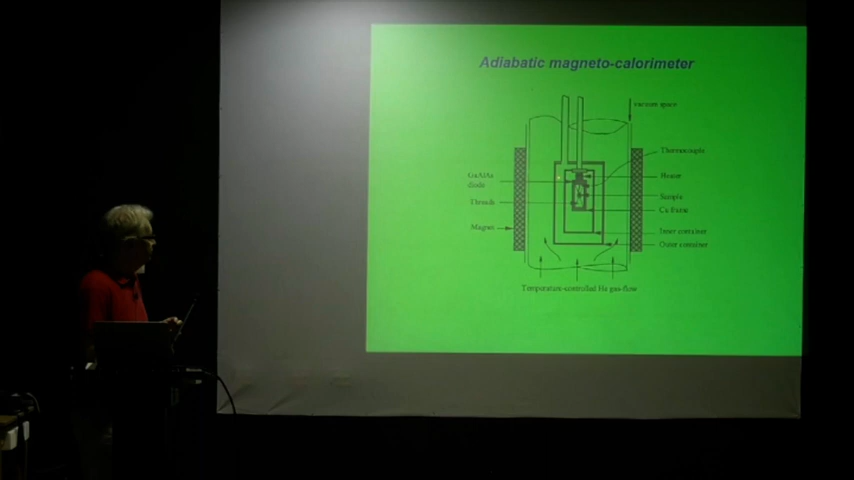 Adiabatic magneto-calorimeter
vacuum space
Thermocouple
GaAlAs
diode
Heater
Threads
Sample
Cu frame
Magnet
Inner container
Outer container
Temperature-controlled He gas-flow